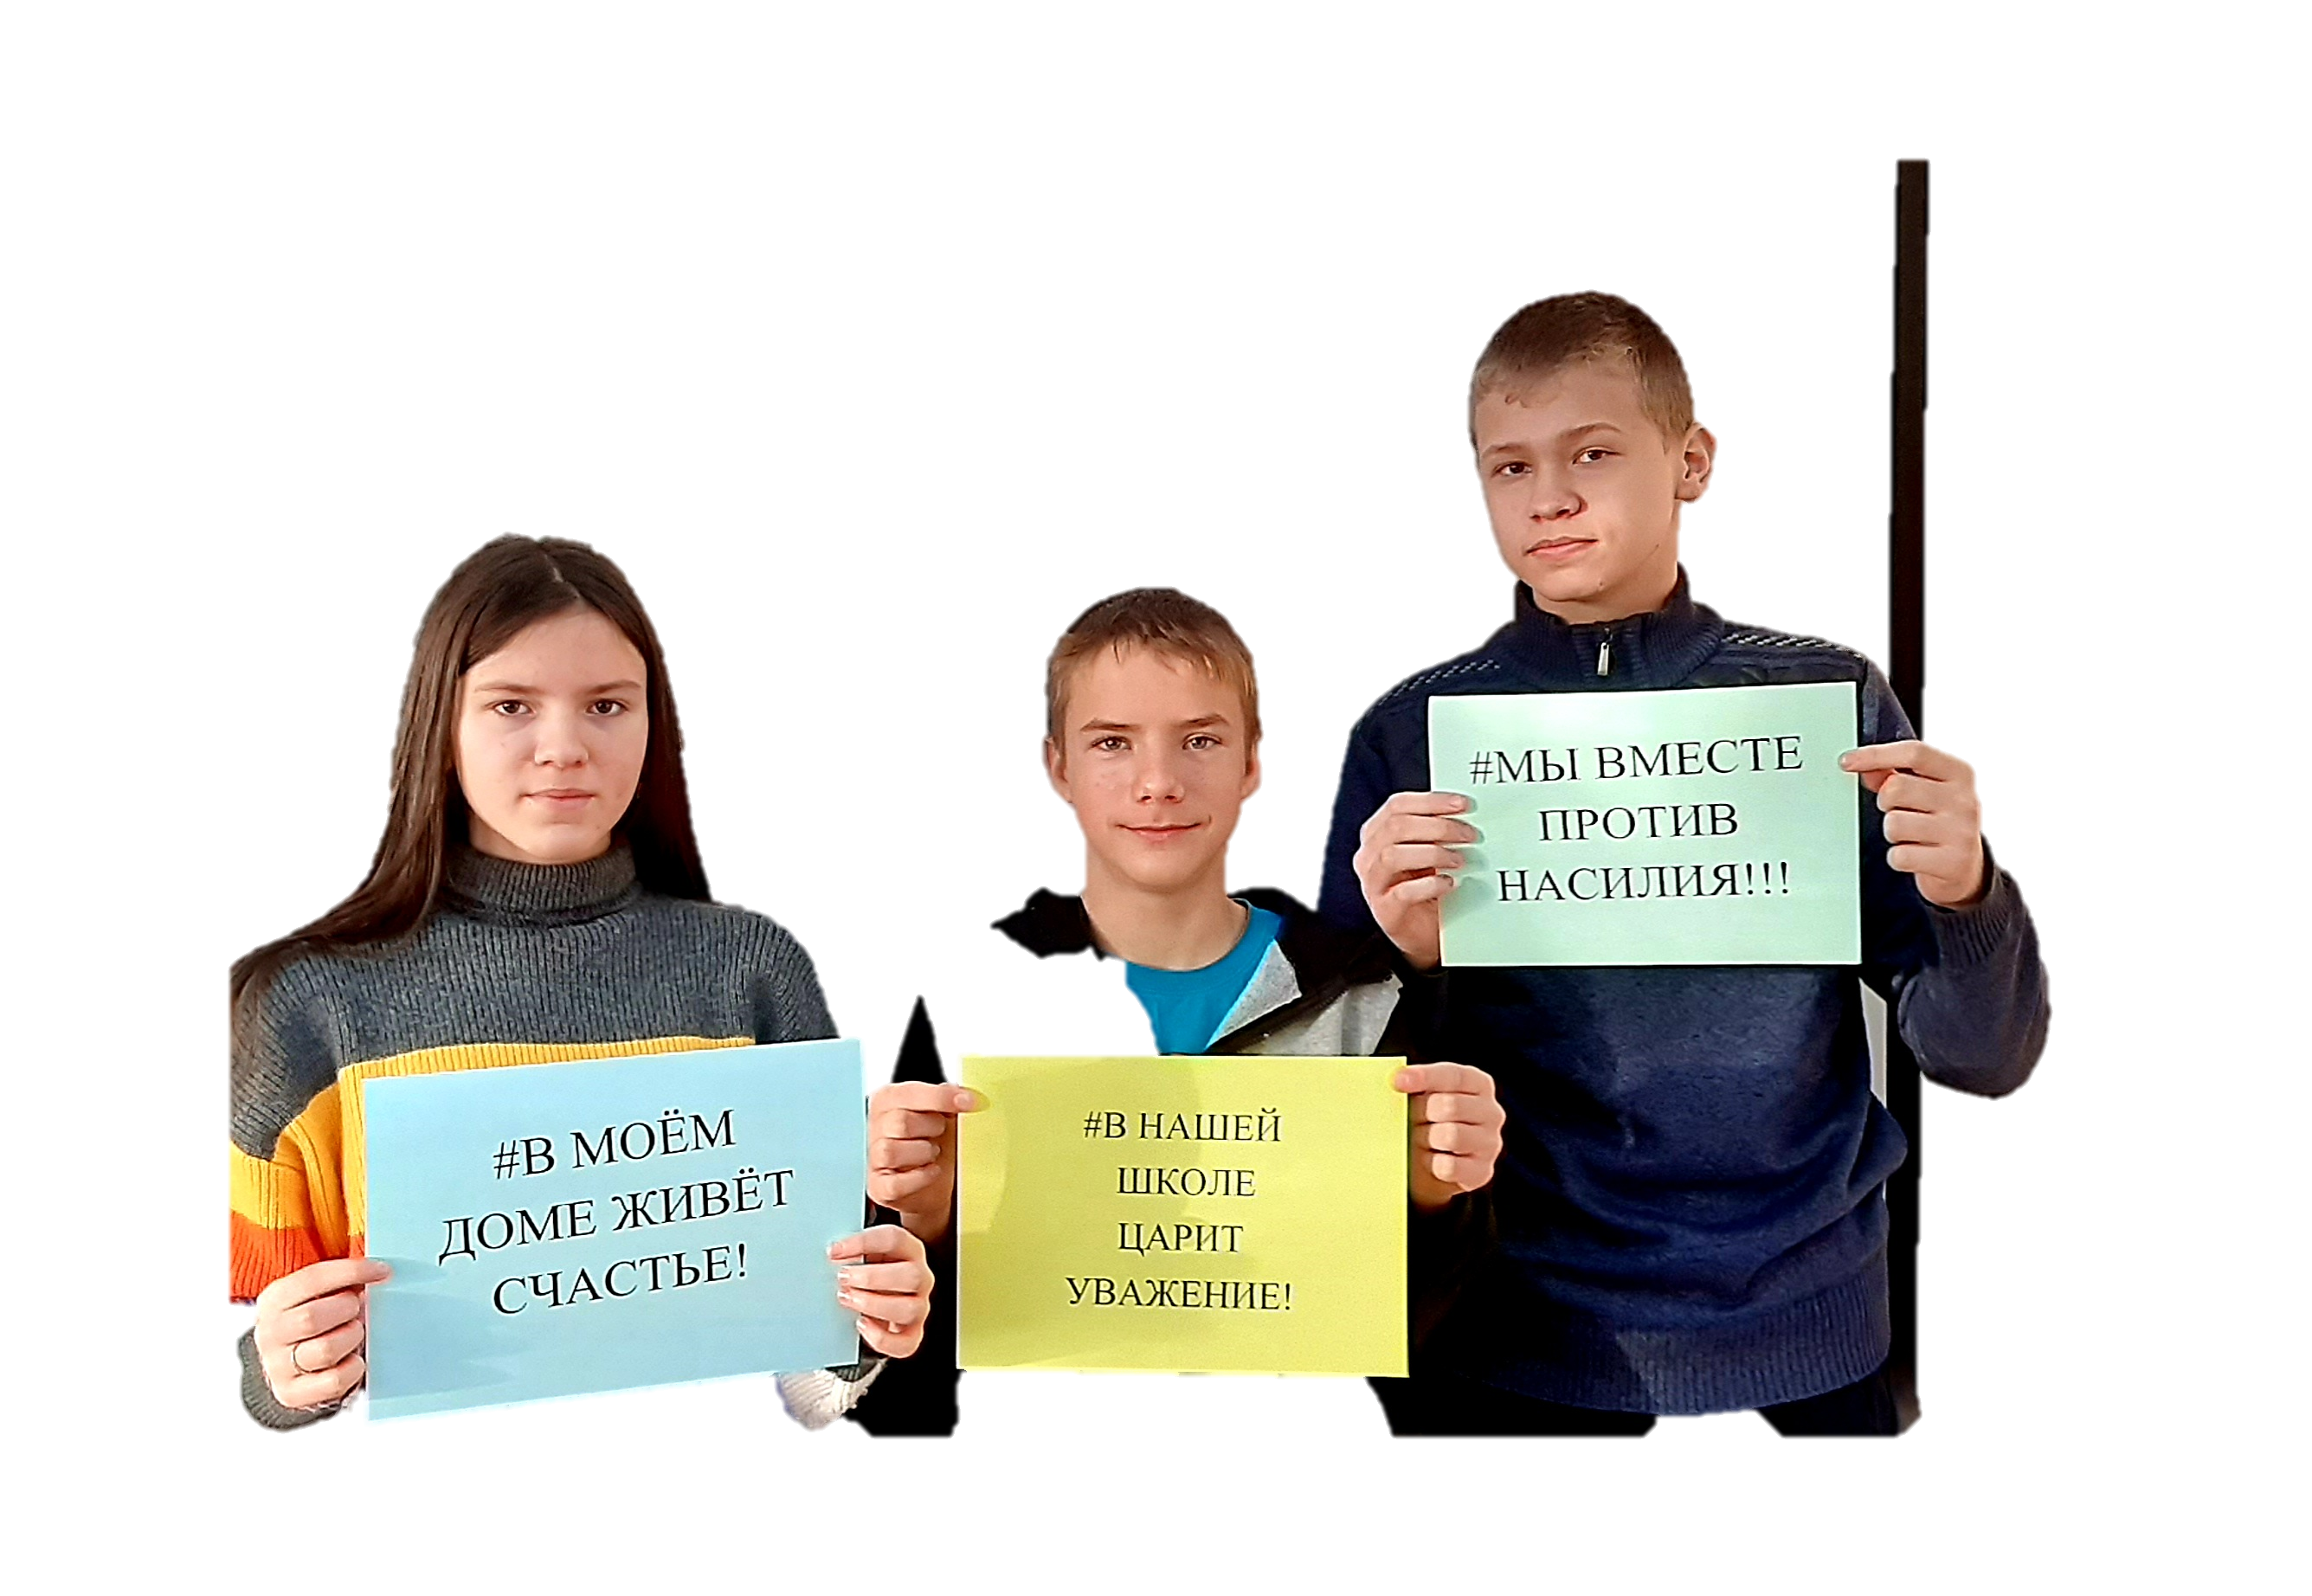 #В МОЁМ
ДОМЕ ЖИВЁТ
СЧАСТЬЕ!
#В НАШЕЙ
ШКОЛЕ
ЦАРИТ
УВАЖЕНИЕ!
#МЫ ВМЕСТЕ
ПРОТИВ
НАСИЛИЯ!!!